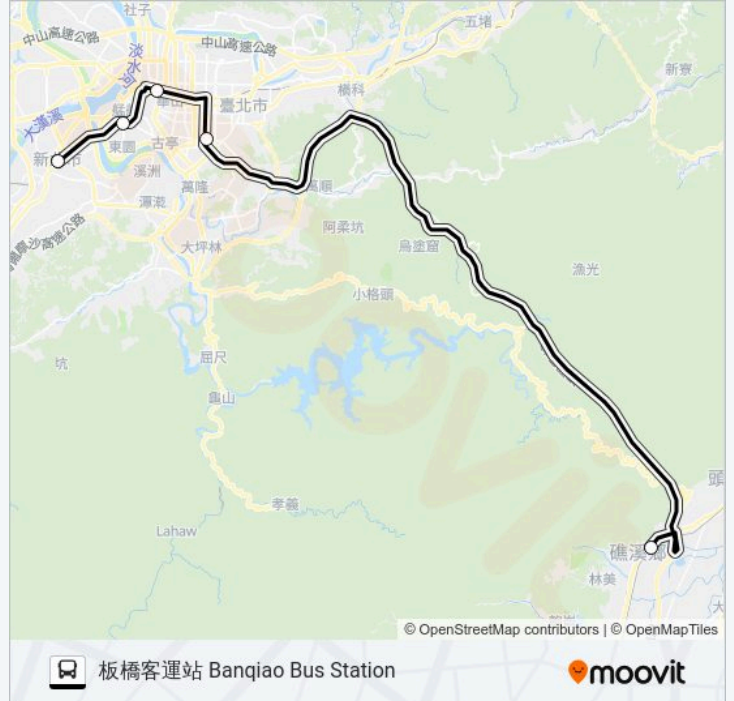 社子
五堵
中山高速公路
中山高速公路
淡水河
新寮
橫科
臺北市
大漢溪
東園
古亭
新北市
溪洲
萬隆
高順
潭漧
阿柔坑
烏塗窟
大坪林
漁光
小格頭
屈尺
坑
龜山
孝義
頭
Lahaw
礁溪鄉
林美
大
© OpenStreetMap contributors | © OpenMapTiles
板橋客運站 Banqiao Bus Station
moovit